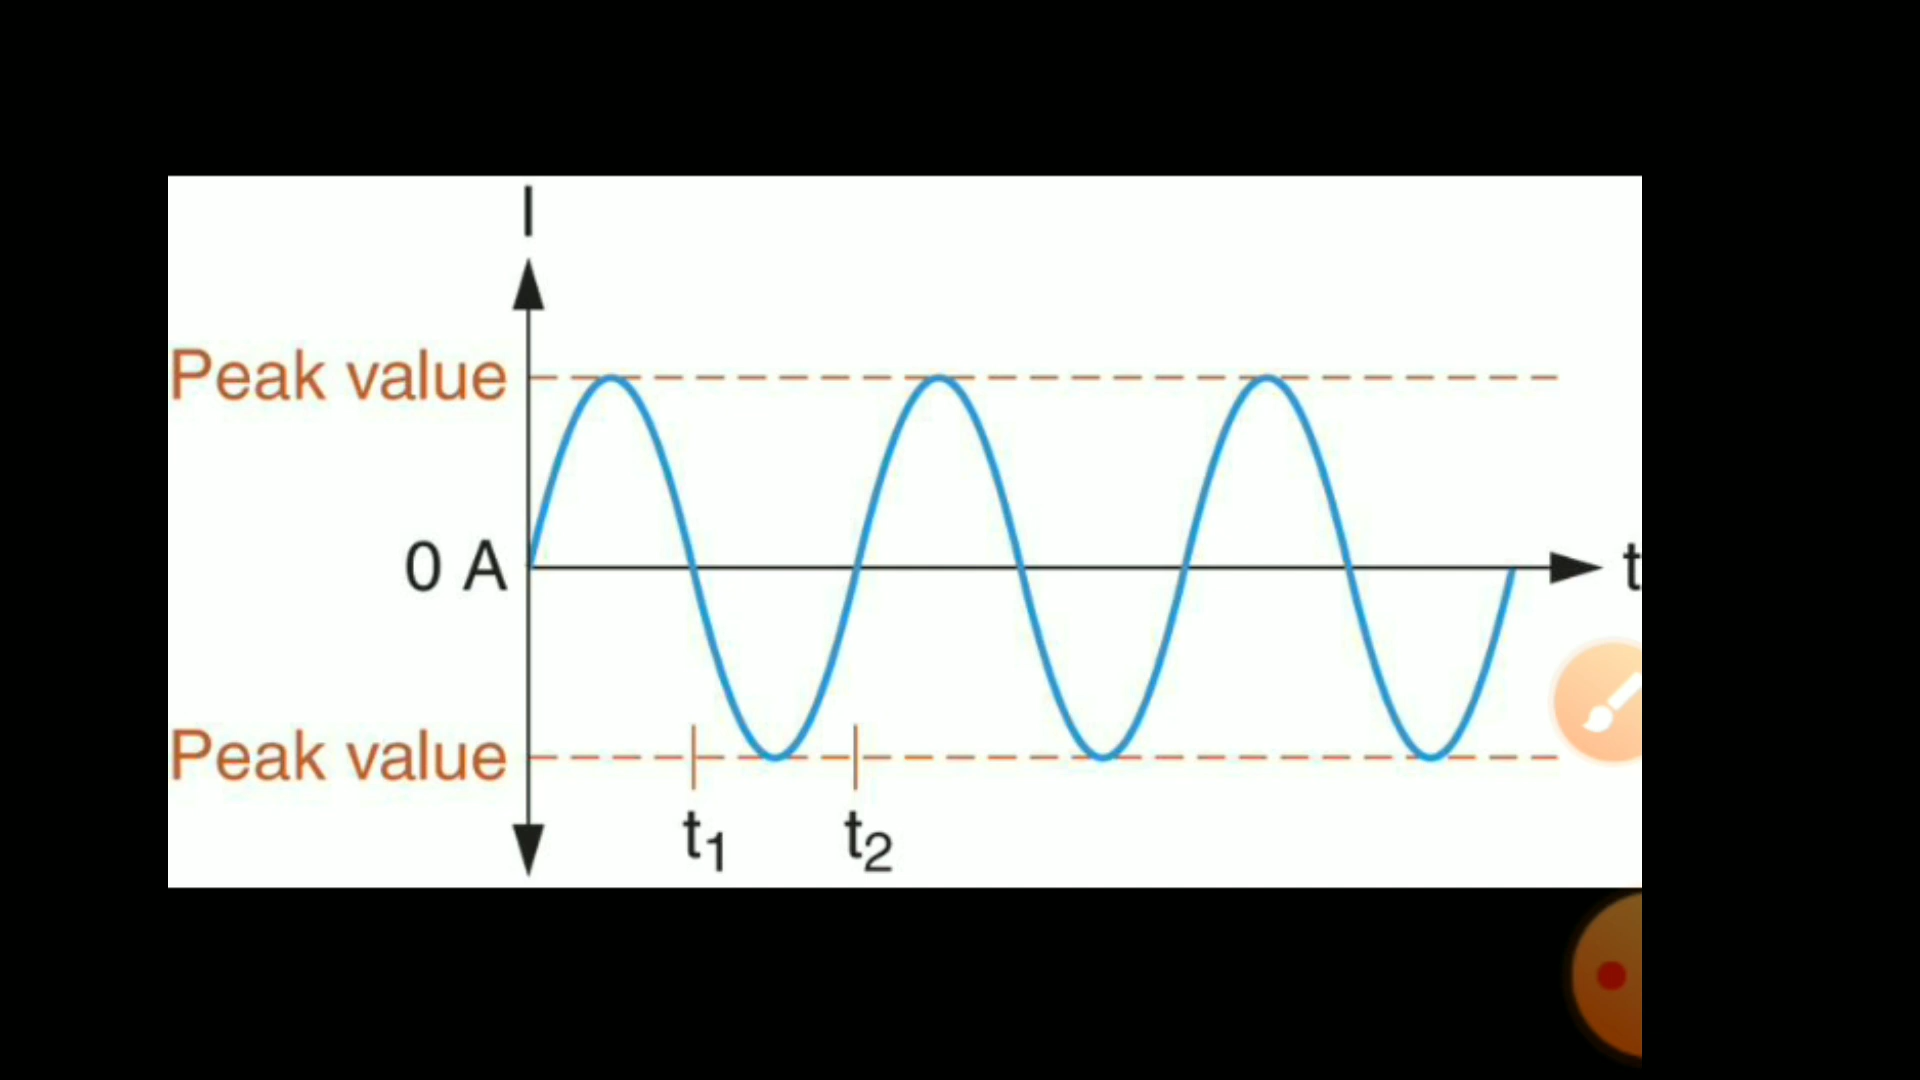 I
Peak value
0 A
t
Peak value
t₁ t₂